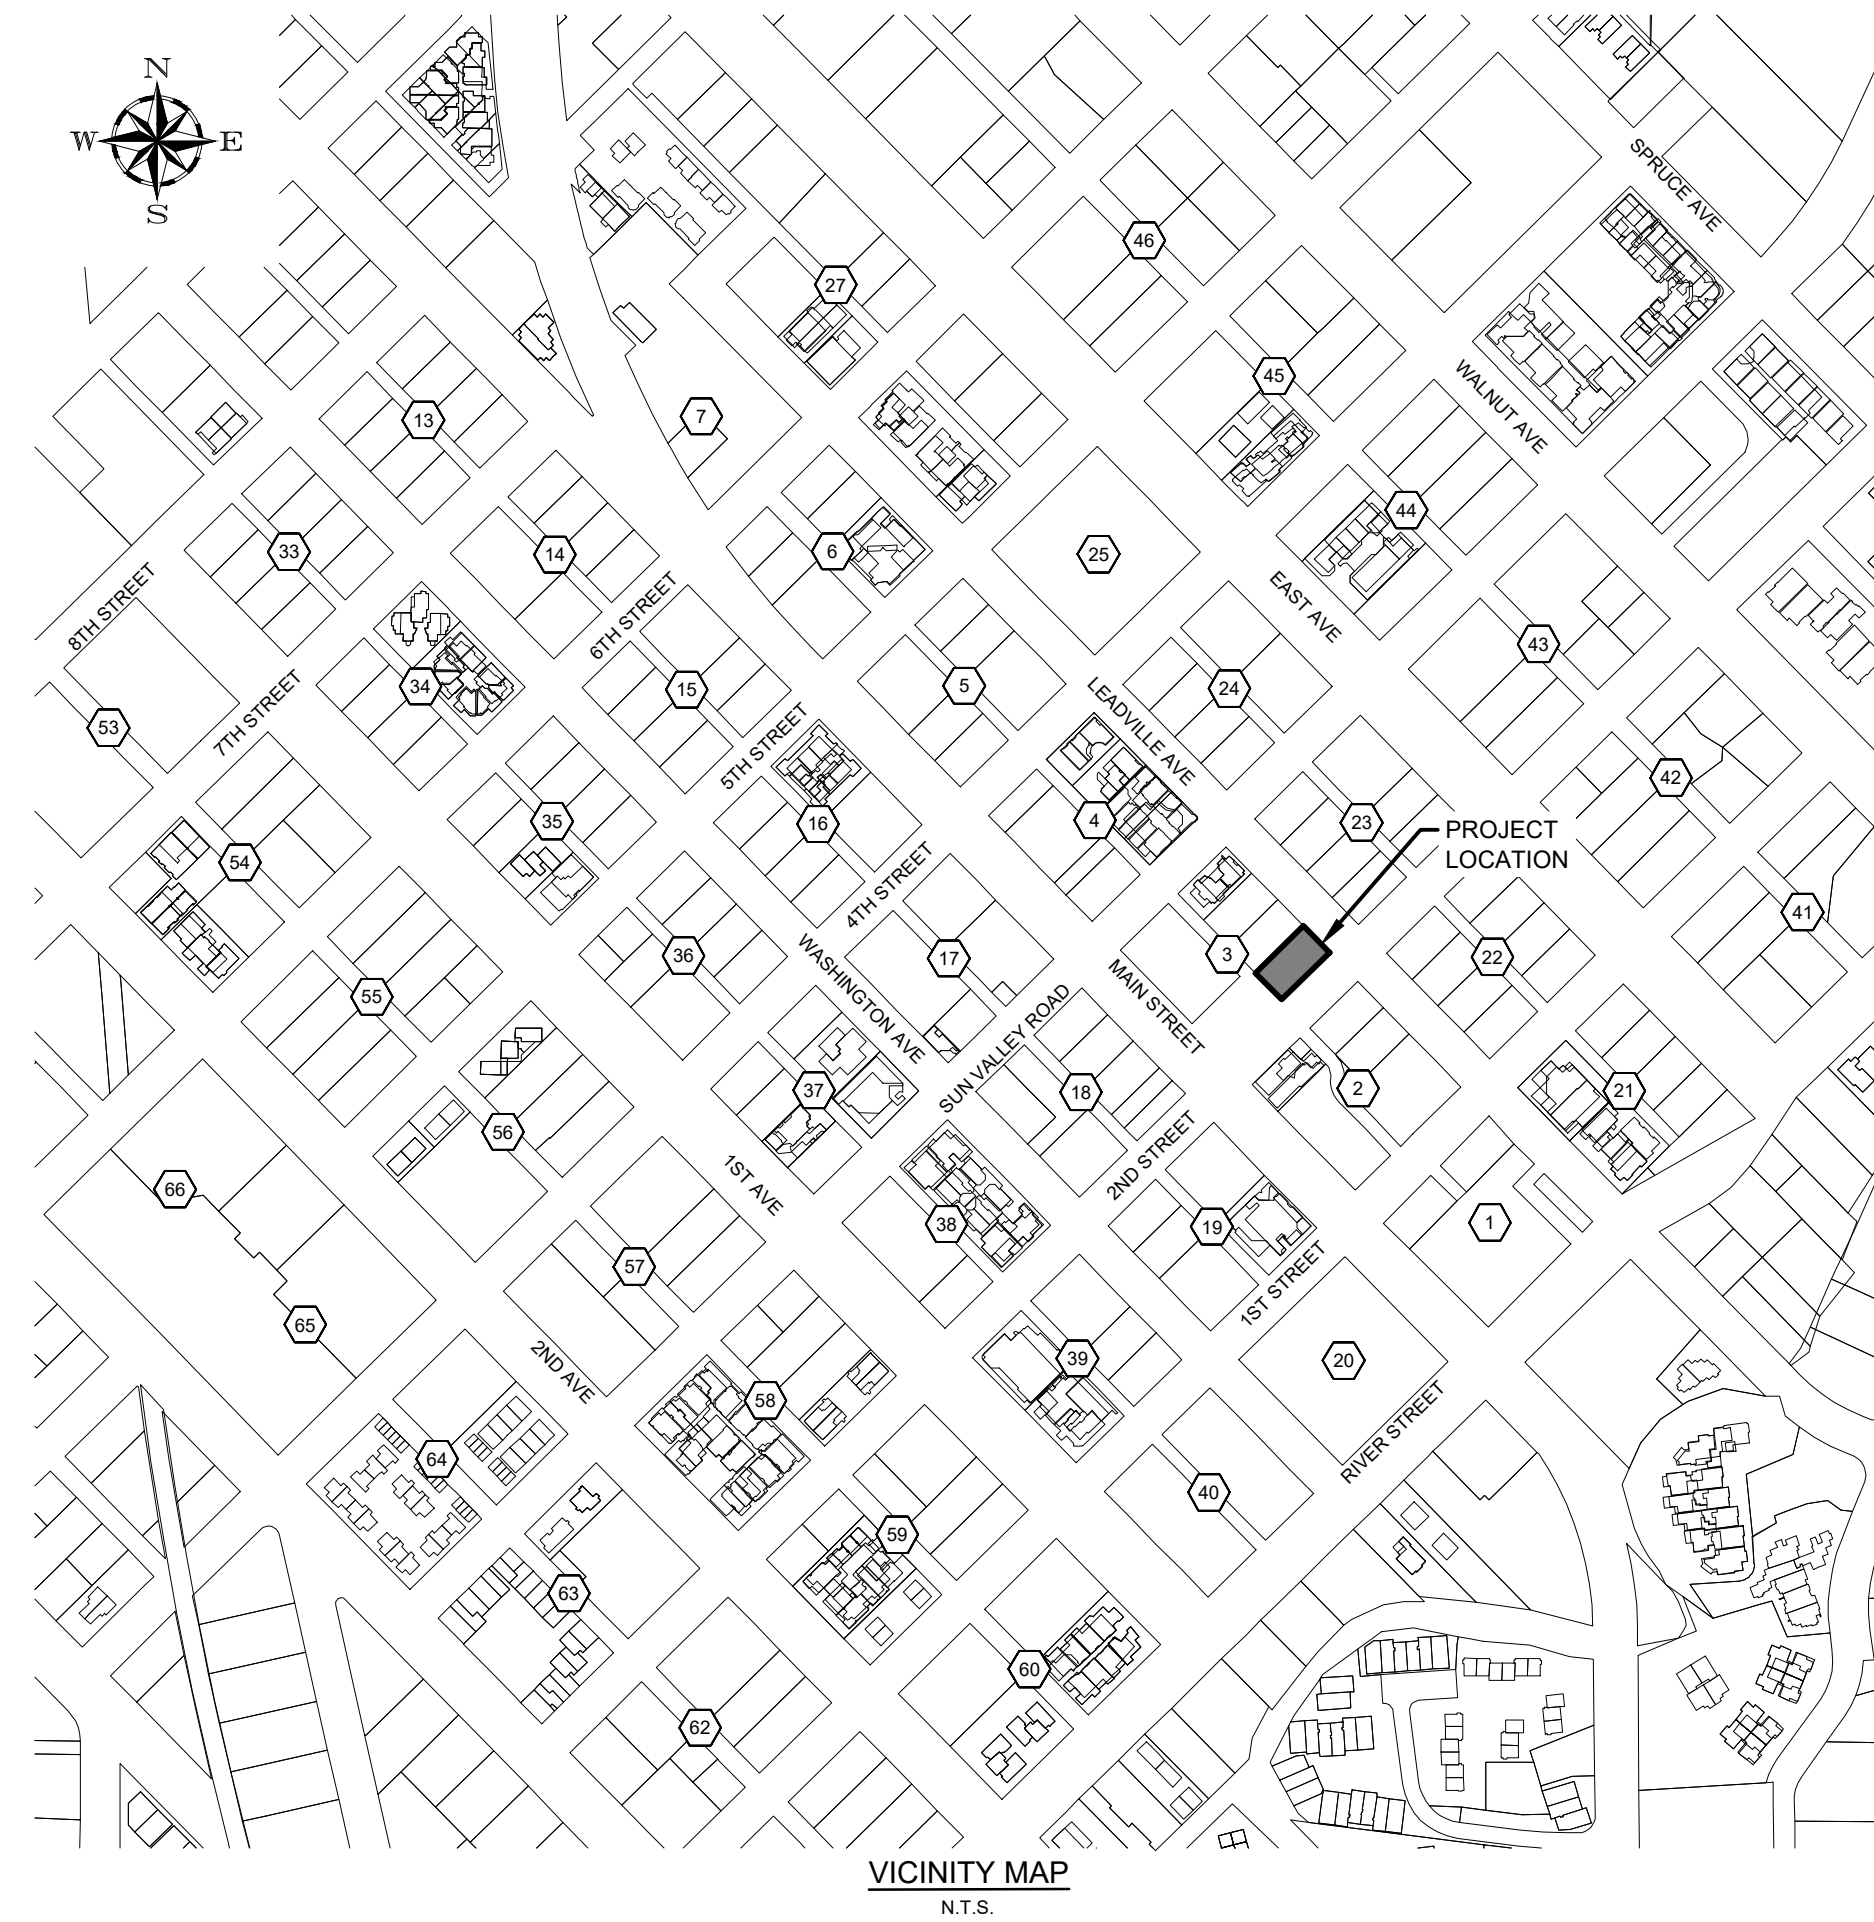 N
W E
S
SPRUCE AVE
46
27
45
WALNUT AVE
13
7
44
33
14
6
25
8TH STREET
6TH STREET
EAST AVE
43
34
15
5
24
7TH STREET
LEADVILLE AVE
53
5TH STREET
42
54
35
16
4
23
PROJECT
LOCATION
4TH STREET
41
36
WASHINGTON AVE
17
MAIN STREET
3
22
55
SUN VALLEY ROAD
37
18
2
21
56
1ST AVE
2ND STREET
66
38
19
1
57
1ST STREET
65
2ND AVE
39
20
58
RIVER STREET
64
40
59
63
60
62
VICINITY MAP
N.T.S.